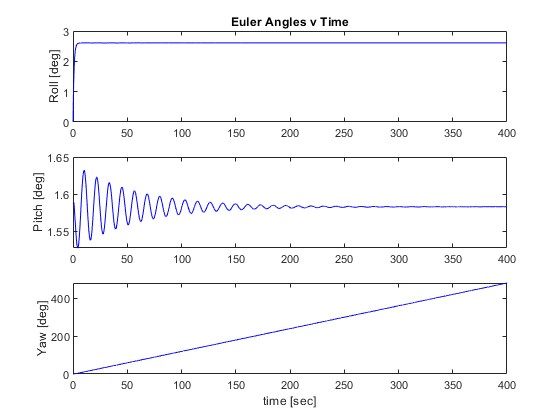 Euler Angles v Time
3
2
1
0
Roll [deg]
0 50 100 150 200 250 300 350 400
1.65
1.6
1.55
Pitch [deg]
0 50 100 150 200 250 300 350 400
400
200
0
Yaw [deg]
0 50 100 150 200 250 300 350 400
time [sec]